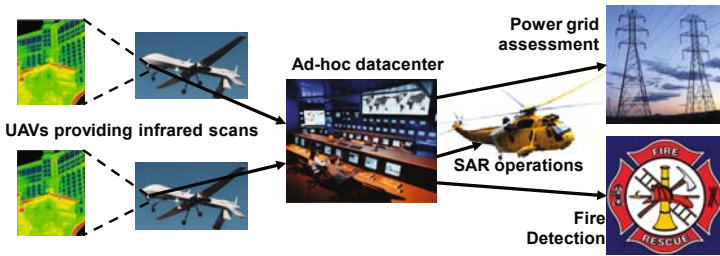 Power grid
assessment
Ad-hoc datacenter
UAVs providing infrared scans
SAR operations
FIRE
RESCUE
Fire
Detection